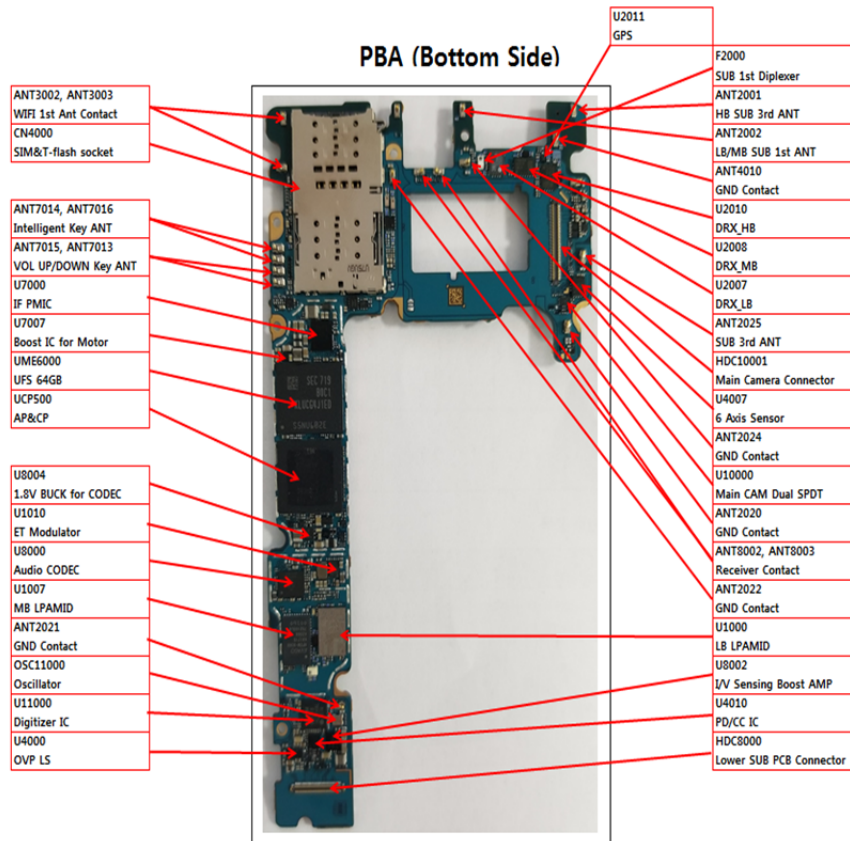 PBA (Bottom Side)
ANT3002, ANT3003
WIFI 1st Ant Contact
CN4000
SIM&T-flash socket
ANT7014, ANT7016
Intelligent Key ANT
ANT7015, ANT7013
VOL UP/DOWN Key ANT
U7000
IF PMIC
U7007
Boost IC for Motor
UME6000
UFS 64GB
UCP500
AP&CP
U8004
1.8V BUCK for CODEC
U1010
ET Modulator
U8000
Audio CODEC
U1007
MB LPAMID
ANT2021
GND Contact
OSC11000
Oscillator
U11000
Digitizer IC
U4000
OVP LS
SEC 719
U2011
GPS
F2000
SUB 1st Diplexer
ANT2001
HB SUB 3rd ANT
ANT2002
LB/MB SUB 1st ANT
ANT4010
GND Contact
U2010
DRX_HB
U2008
DRX_MB
U2007
DRX_LB
ANT2025
SUB 3rd ANT
HDC10001
Main Camera Connector
U4007
6 Axis Sensor
ANT2024
GND Contact
U10000
Main CAM Dual SPDT
ANT2020
GND Contact
ANT8002, ANT8003
Receiver Contact
ANT2022
GND Contact
U1000
LB LPAMID
U8002
I/V Sensing Boost AMP
U4010
PD/CC IC
HDC8000
Lower SUB PCB Connector